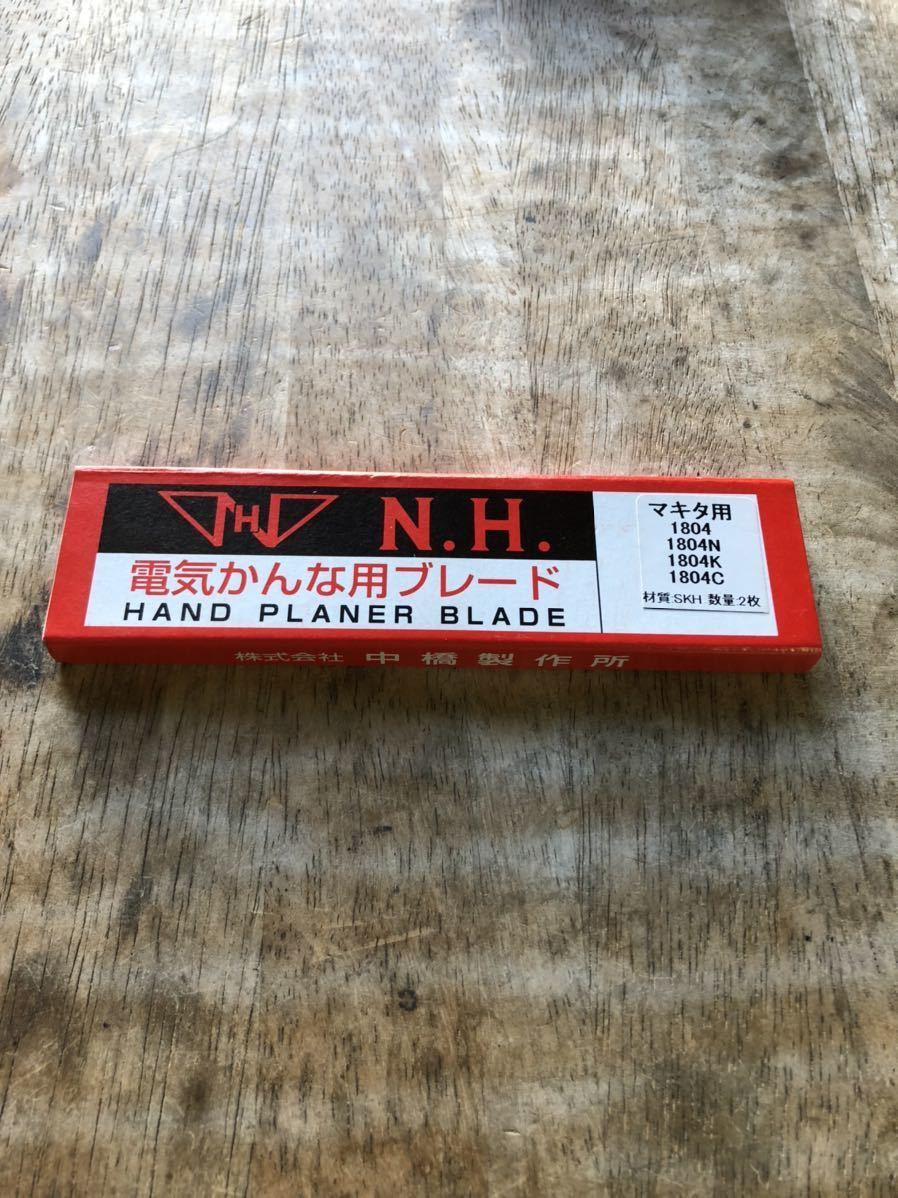 NHD N.H.
電気かんな用ブレード
HAND PLANER BLADE
マキタ用
1804
1804N
1804K
1804C
材質:SKH 数量:2枚
株式会社 中橋製作所